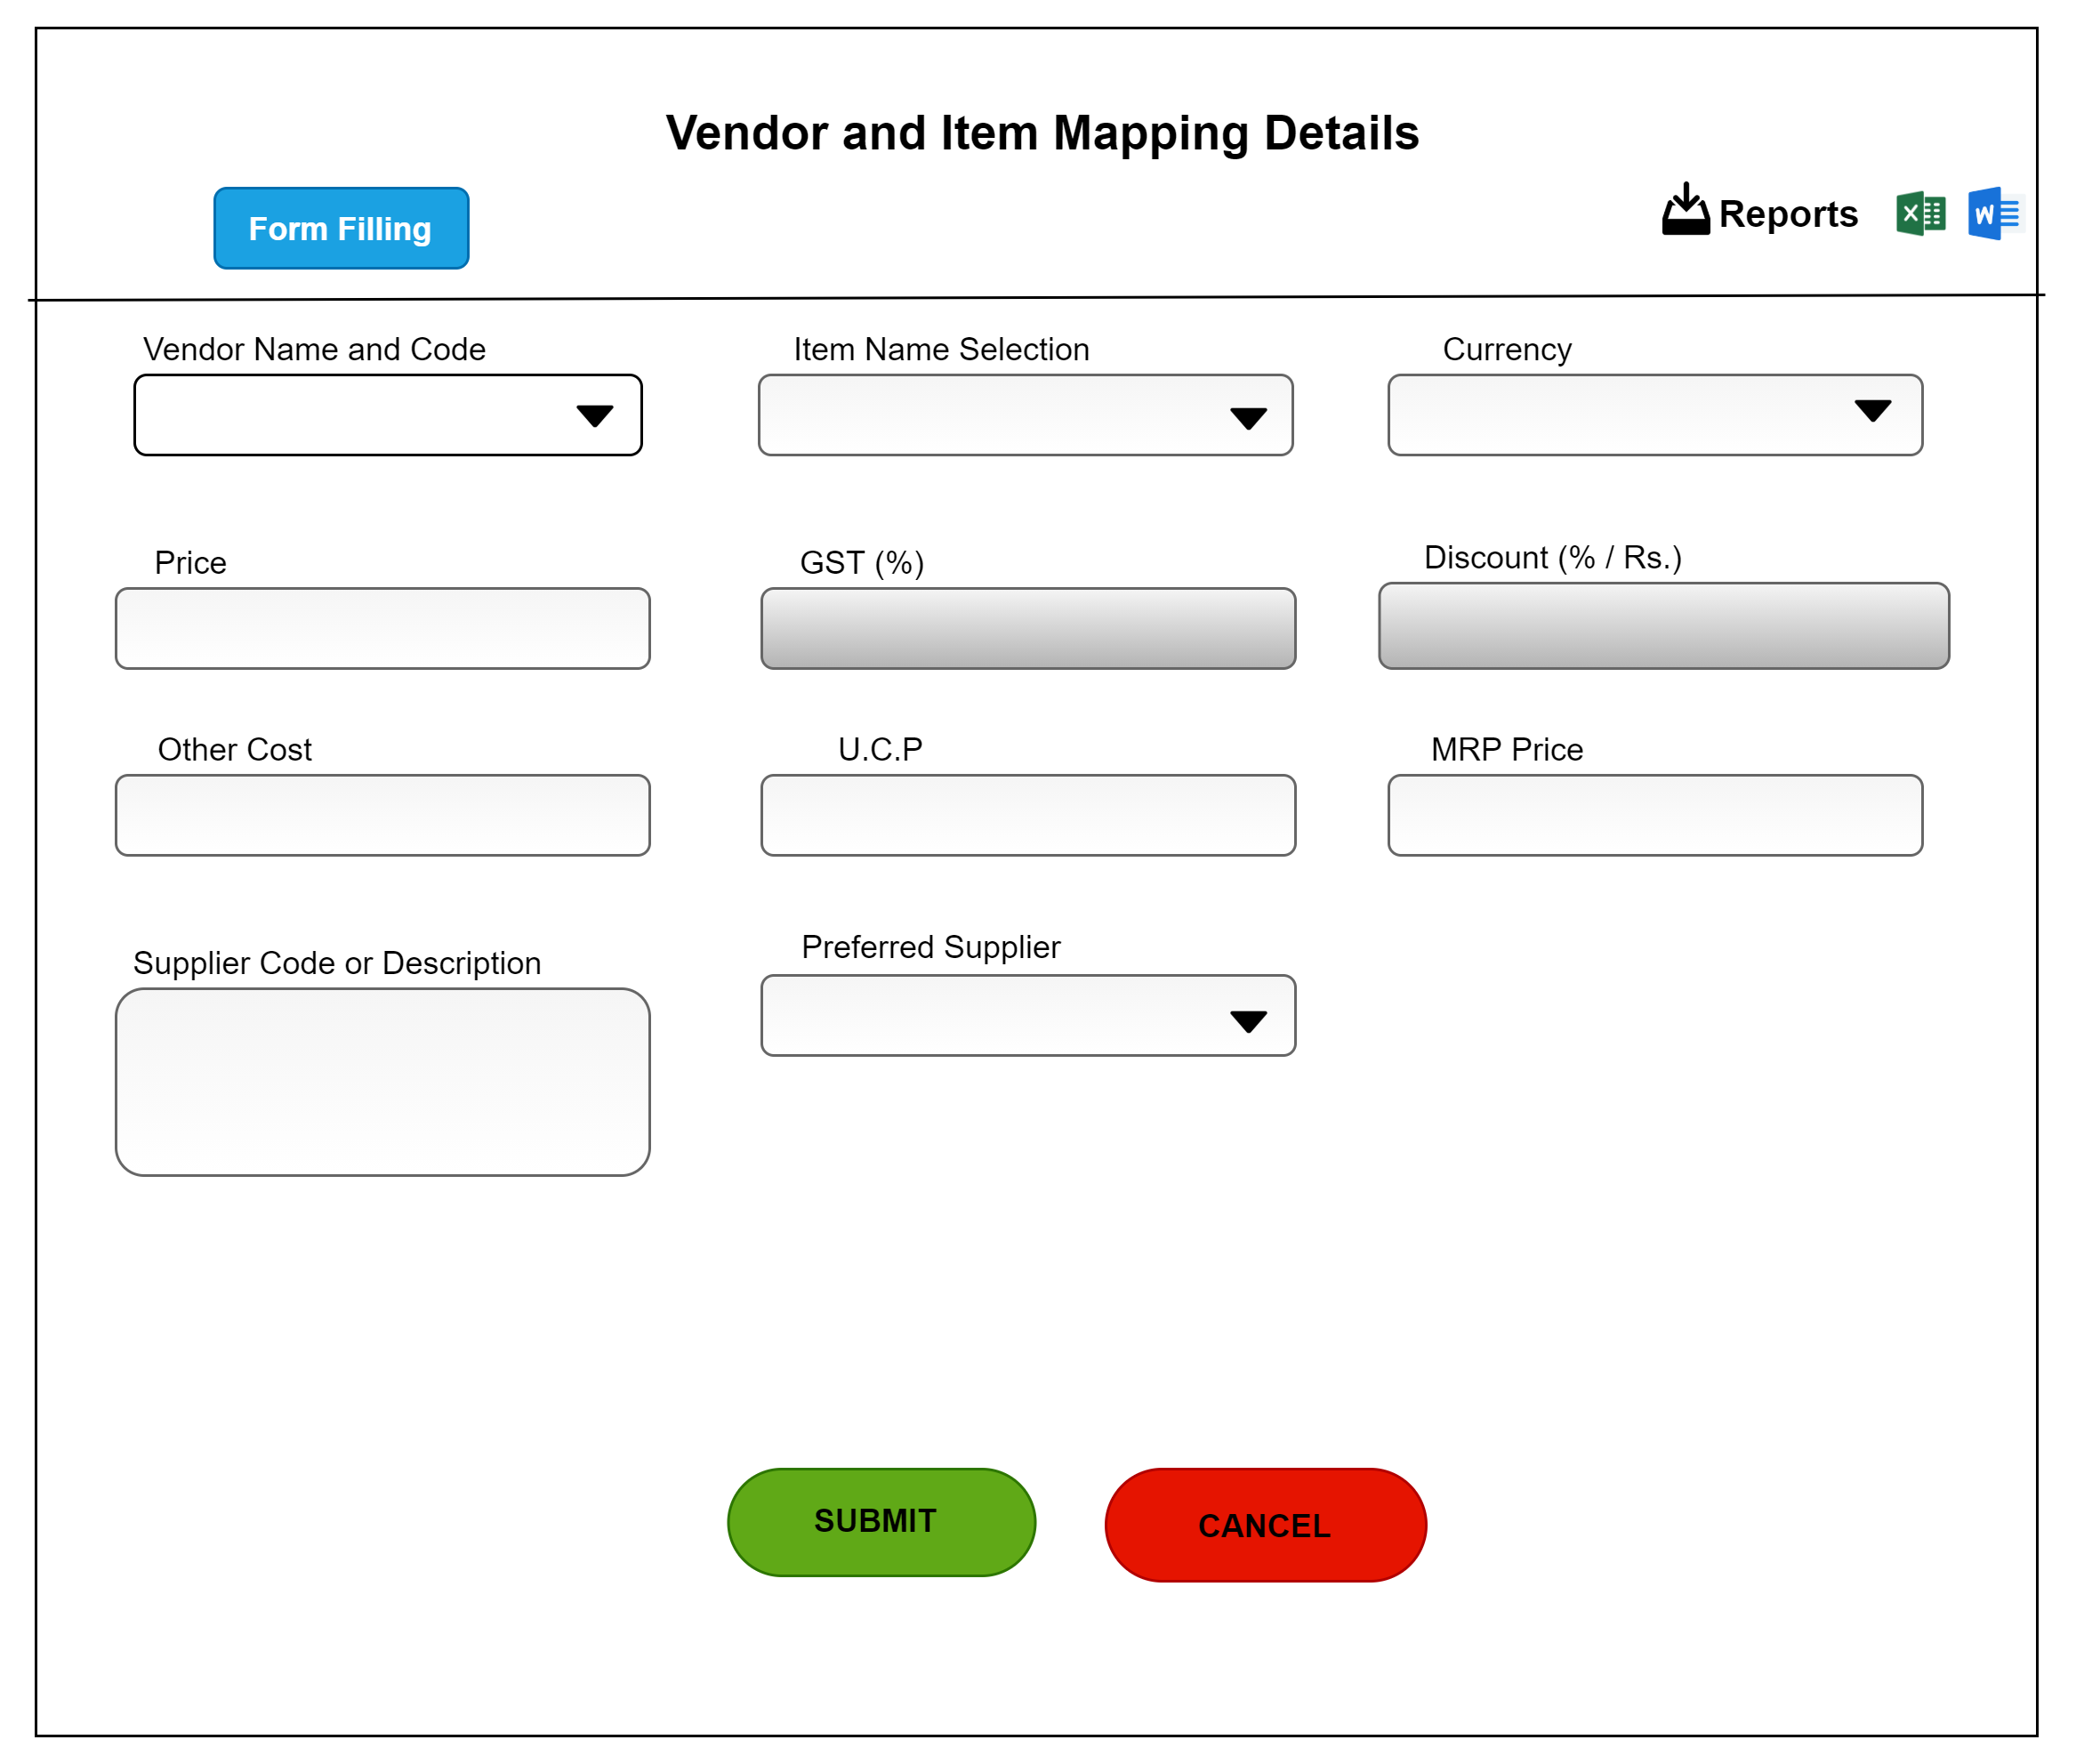 Vendor and Item Mapping Details
Form Filling
Reports
X
W
Vendor Name and Code
Item Name Selection
Currency
Price
GST (%)
Discount (% / Rs.)
Other Cost
U.C.P
MRP Price
Supplier Code or Description
Preferred Supplier
SUBMIT
CANCEL